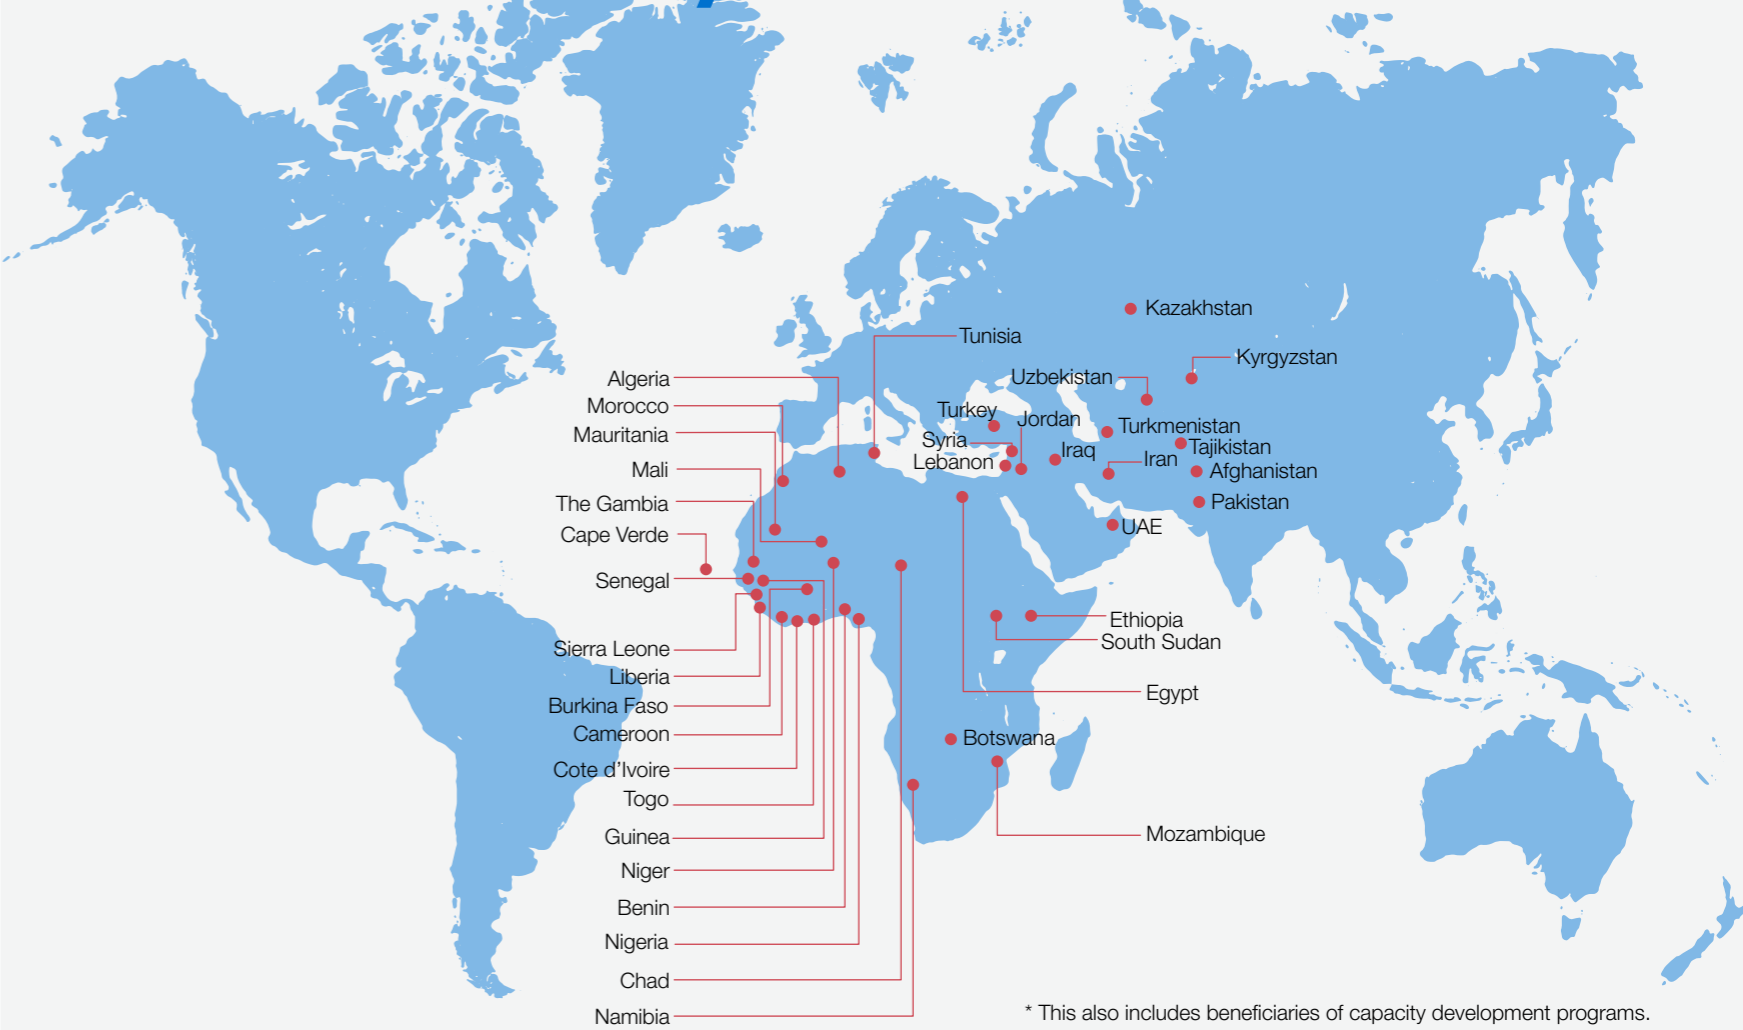 Kazakhstan
Tunisia
Kyrgyzstan
Algeria
Uzbekistan
Morocco
Turkey
Jordan
Turkmenistan
Mauritania
Syria
Tajikistan
Iraq
Iran
Lebanon
Mali
Afghanistan
The Gambia
Pakistan
Cape Verde
UAE
Senegal
Ethiopia
South Sudan
Sierra Leone
Liberia
Egypt
Burkina Faso
Cameroon
Botswana
Cote d’Ivoire
Togo
Guinea
Mozambique
Niger
Benin
Nigeria
Chad
Namibia
* This also includes beneficiaries of capacity development programs.